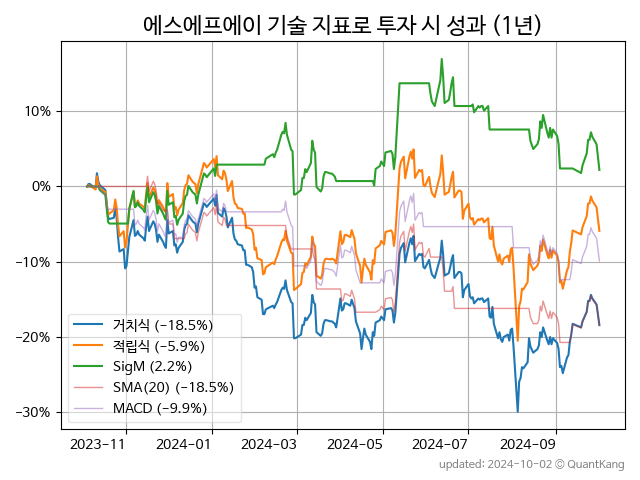 에스에프에이 기술 지표로 투자 시 성과 (1년)
10%
0%
−10%
−20%
−30%
거치식 (−18.5%)
적립식 (−5.9%)
SigM (2.2%)
SMA(20) (−18.5%)
MACD (−9.9%)
2023-11 2024-01 2024-03 2024-05 2024-07 2024-09
updated: 2024-10-02 © QuantKang